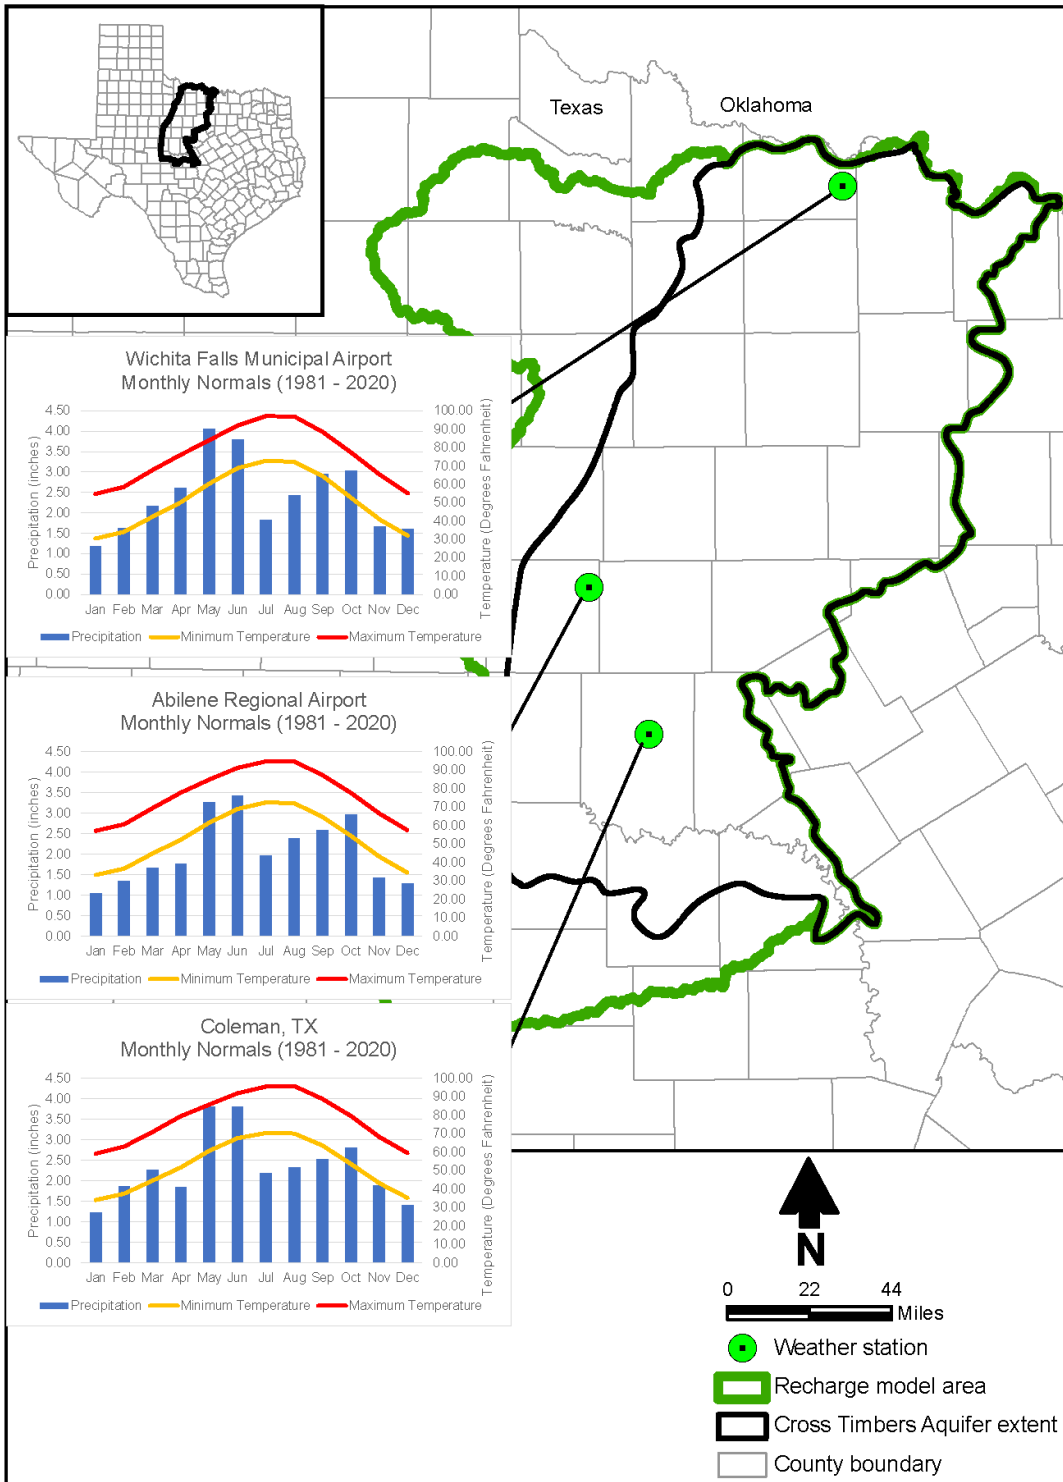 Texas
Oklahoma
Wichita Falls Municipal Airport
Monthly Normals (1981 - 2020)
Precipitation (inches)
4.50
4.00
3.50
3.00
2.50
2.00
1.50
1.00
0.50
0.00
100.00
90.00
80.00
70.00
60.00
50.00
40.00
30.00
20.00
10.00
0.00
Temperature (Degrees Fahrenheit)
Jan Feb Mar Apr May Jun Jul Aug Sep Oct Nov Dec
Precipitation Minimum Temperature Maximum Temperature
Abilene Regional Airport
Monthly Normals (1981 - 2020)
Precipitation (inches)
4.50
4.00
3.50
3.00
2.50
2.00
1.50
1.00
0.50
0.00
100.00
90.00
80.00
70.00
60.00
50.00
40.00
30.00
20.00
10.00
0.00
Temperature (Degrees Fahrenheit)
Jan Feb Mar Apr May Jun Jul Aug Sep Oct Nov Dec
Precipitation Minimum Temperature Maximum Temperature
Coleman, TX
Monthly Normals (1981 - 2020)
Precipitation (inches)
4.50
4.00
3.50
3.00
2.50
2.00
1.50
1.00
0.50
0.00
100.00
90.00
80.00
70.00
60.00
50.00
40.00
30.00
20.00
10.00
0.00
Temperature (Degrees Fahrenheit)
Jan Feb Mar Apr May Jun Jul Aug Sep Oct Nov Dec
Precipitation Minimum Temperature Maximum Temperature
N
0 22 44
Miles
Weather station
Recharge model area
Cross Timbers Aquifer extent
County boundary